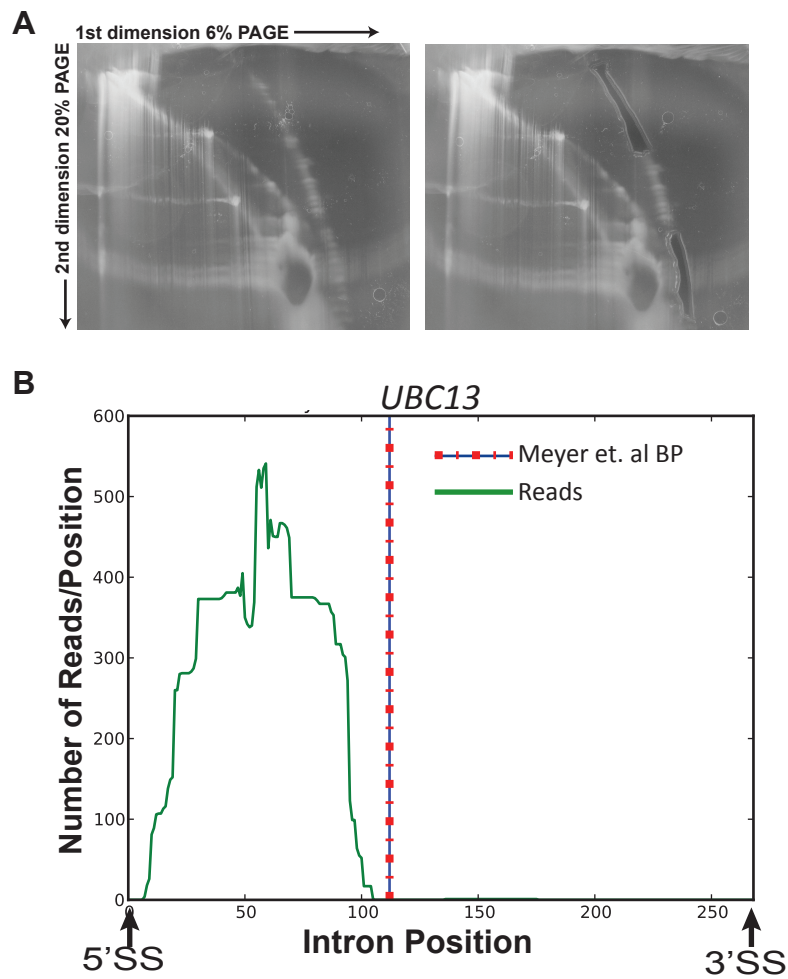 A
1st dimension 6% PAGE
2nd dimension 20% PAGE
B
UBC13
Number of Reads/Position
600
500
400
300
200
100
0
Meyer et. al BP
Reads
0
50
100
150
200
250
5'SS
Intron Position
3'SS